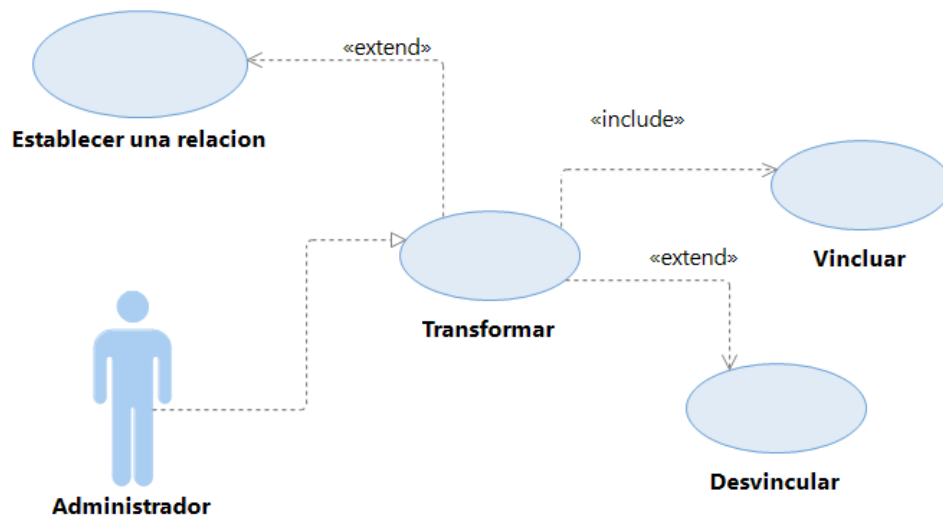 «extend»
Establecer una relacion
«include»
Vincluar
«extend»
Transformar
Desvincular
Administrador